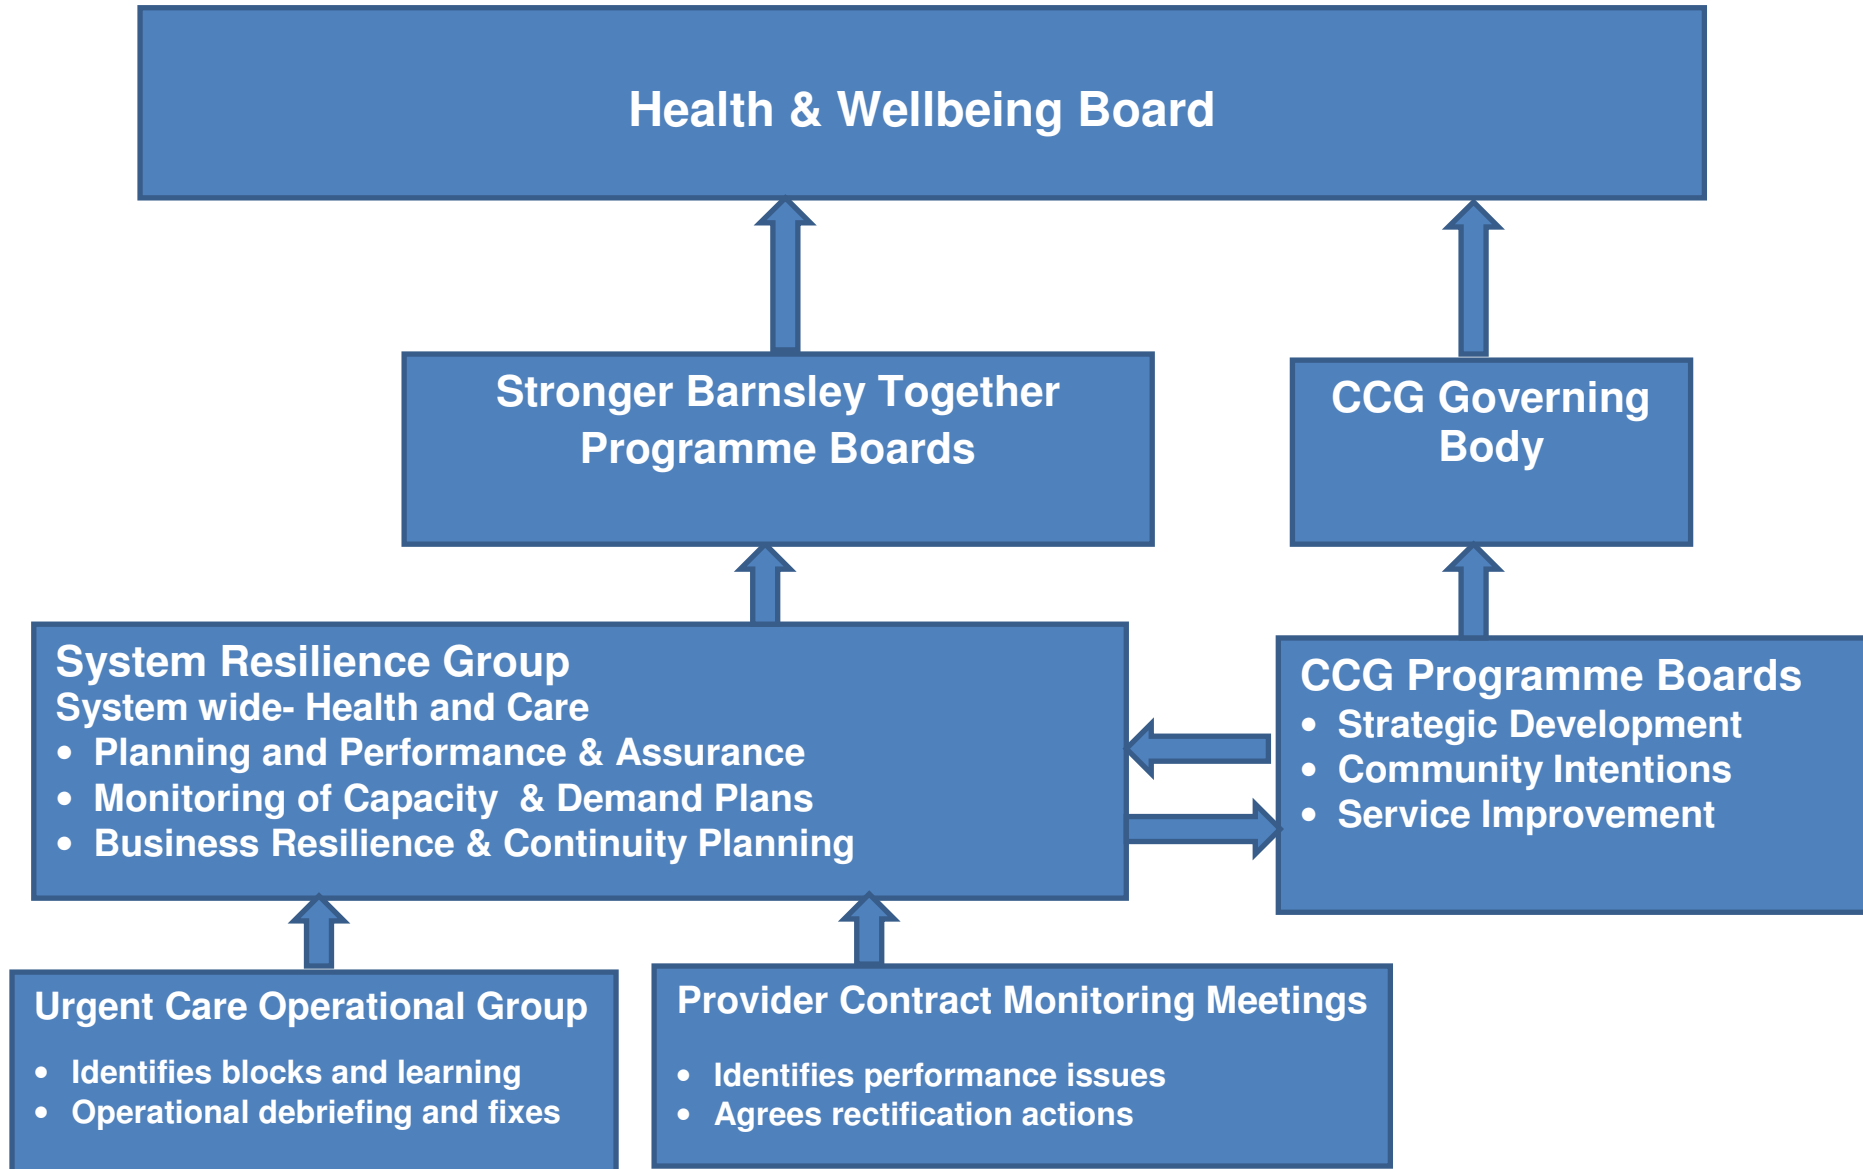 Health & Wellbeing Board
Stronger Barnsley Together
Programme Boards
CCG Governing
Body
System Resilience Group
System wide- Health and Care
• Planning and Performance & Assurance
• Monitoring of Capacity  & Demand Plans
• Business Resilience & Continuity Planning
CCG Programme Boards
• Strategic Development
• Community Intentions
• Service Improvement
Urgent Care Operational Group
• Identifies blocks and learning
• Operational debriefing and fixes
Provider Contract Monitoring Meetings
• Identifies performance issues
• Agrees rectification actions